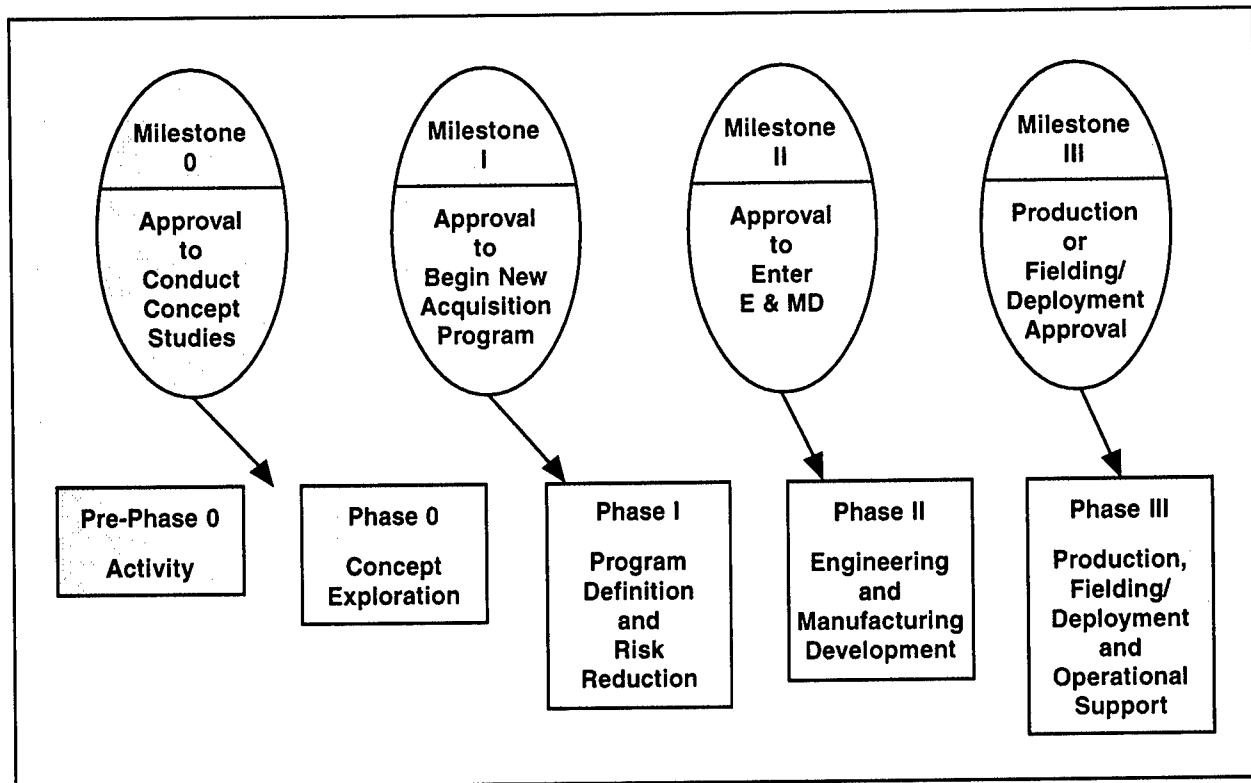 Milestone
0
Approval
to
Conduct
Concept
Studies
Milestone
I
Approval
to
Begin New
Acquisition
Program
Milestone
II
Approval
to
Enter
E & MD
Milestone
III
Production
or
Fielding/
Deployment
Approval
Pre-Phase 0
Activity
Phase 0
Concept
Exploration
Phase I
Program
Definition
and
Risk
Reduction
Phase II
Engineering
and
Manufacturing
Development
Phase III
Production,
Fielding/
Deployment
and
Operational
Support